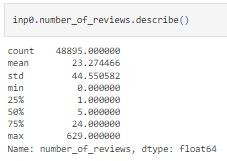 inp0.number_of_reviews.describe()
count    48895.000000
mean        23.274466
std         44.550582
min          0.000000
25%          1.000000
50%          5.000000
75%         24.000000
max        629.000000
Name: number_of_reviews, dtype: float64